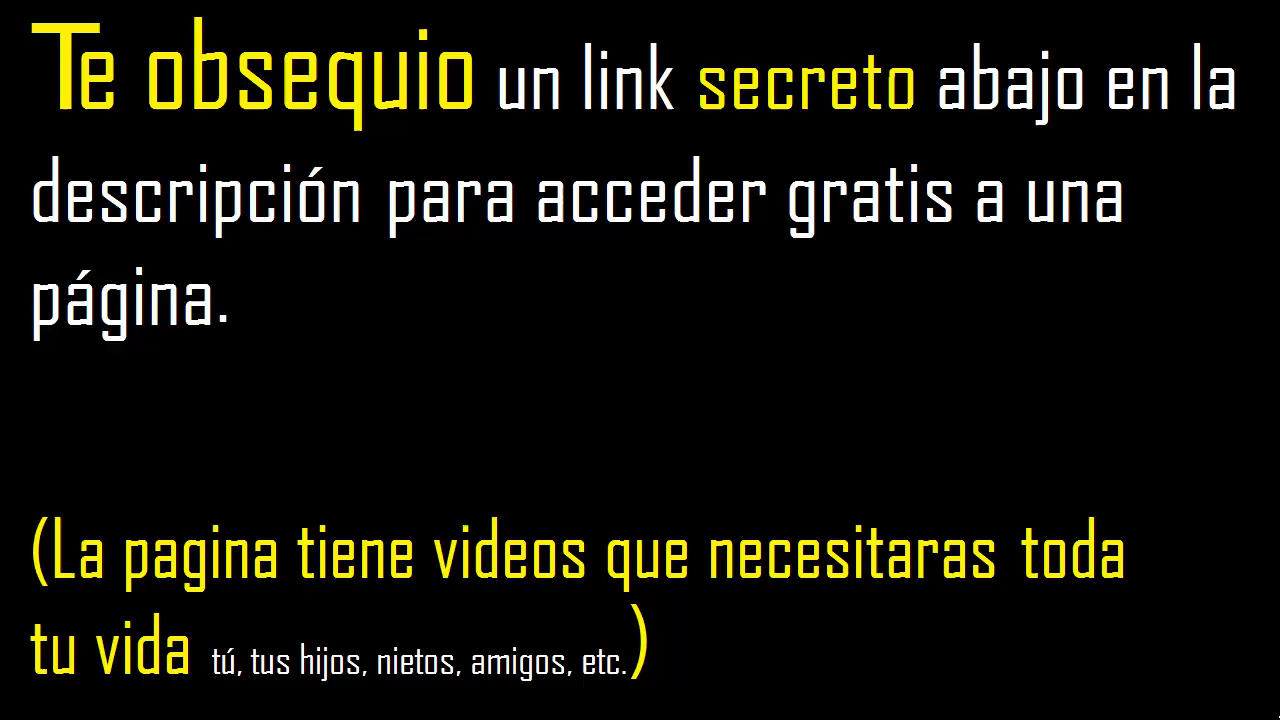 Te obsequio un link secreto abajo en la
descripción para acceder gratis a una
página.
(La pagina tiene videos que necesitaras toda
tu vida tú, tus hijos, nietos, amigos, etc.)